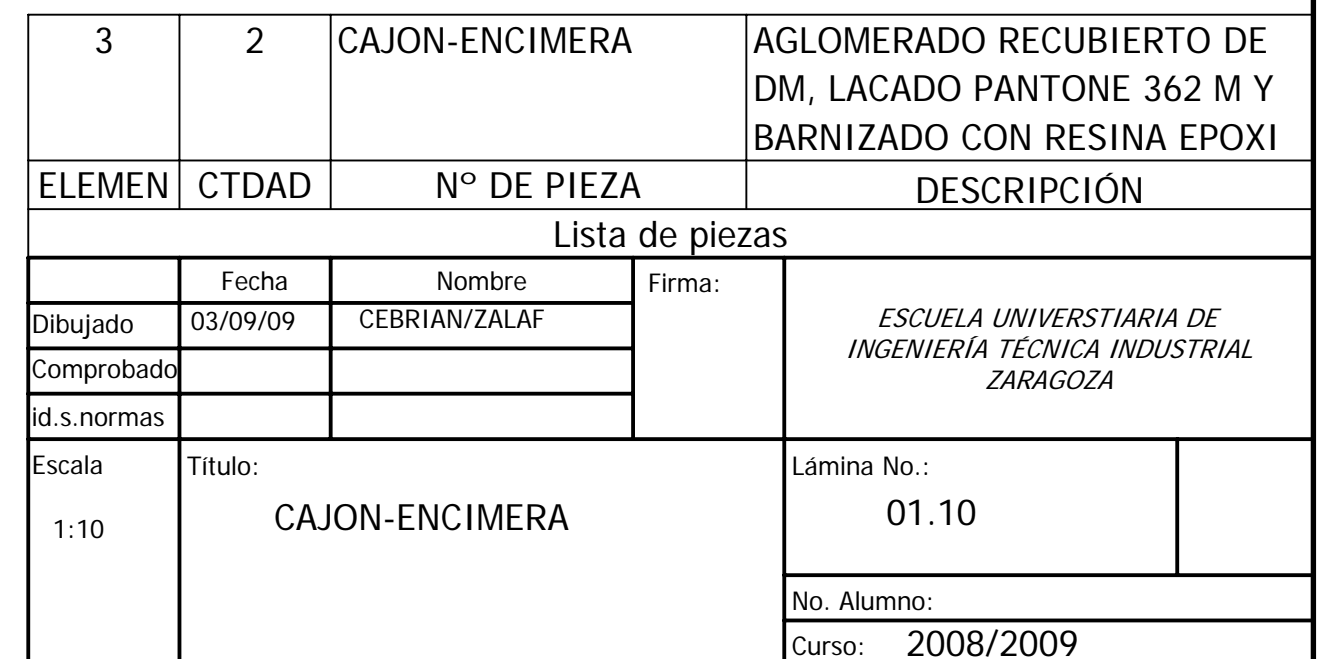 3 2 CAJON-ENCIMERA AGLOMERADO RECUBIERTO DE
DM, LACADO PANTONE 362 M Y
BARNIZADO CON RESINA EPOXI
ELEMEN CTDAD Nº DE PIEZA DESCRIPCIÓN
Lista de piezas
Fecha Nombre Firma:
Dibujado 03/09/09 CEBRIAN/ZALAF
Comprobado
id.s.normas
ESCUELA UNIVERSTIARIA DE
INGENIERÍA TÉCNICA INDUSTRIAL
ZARAGOZA
Escala
1:10
Título:
CAJON-ENCIMERA
Lámina No.:
01.10
No. Alumno:
Curso: 2008/2009